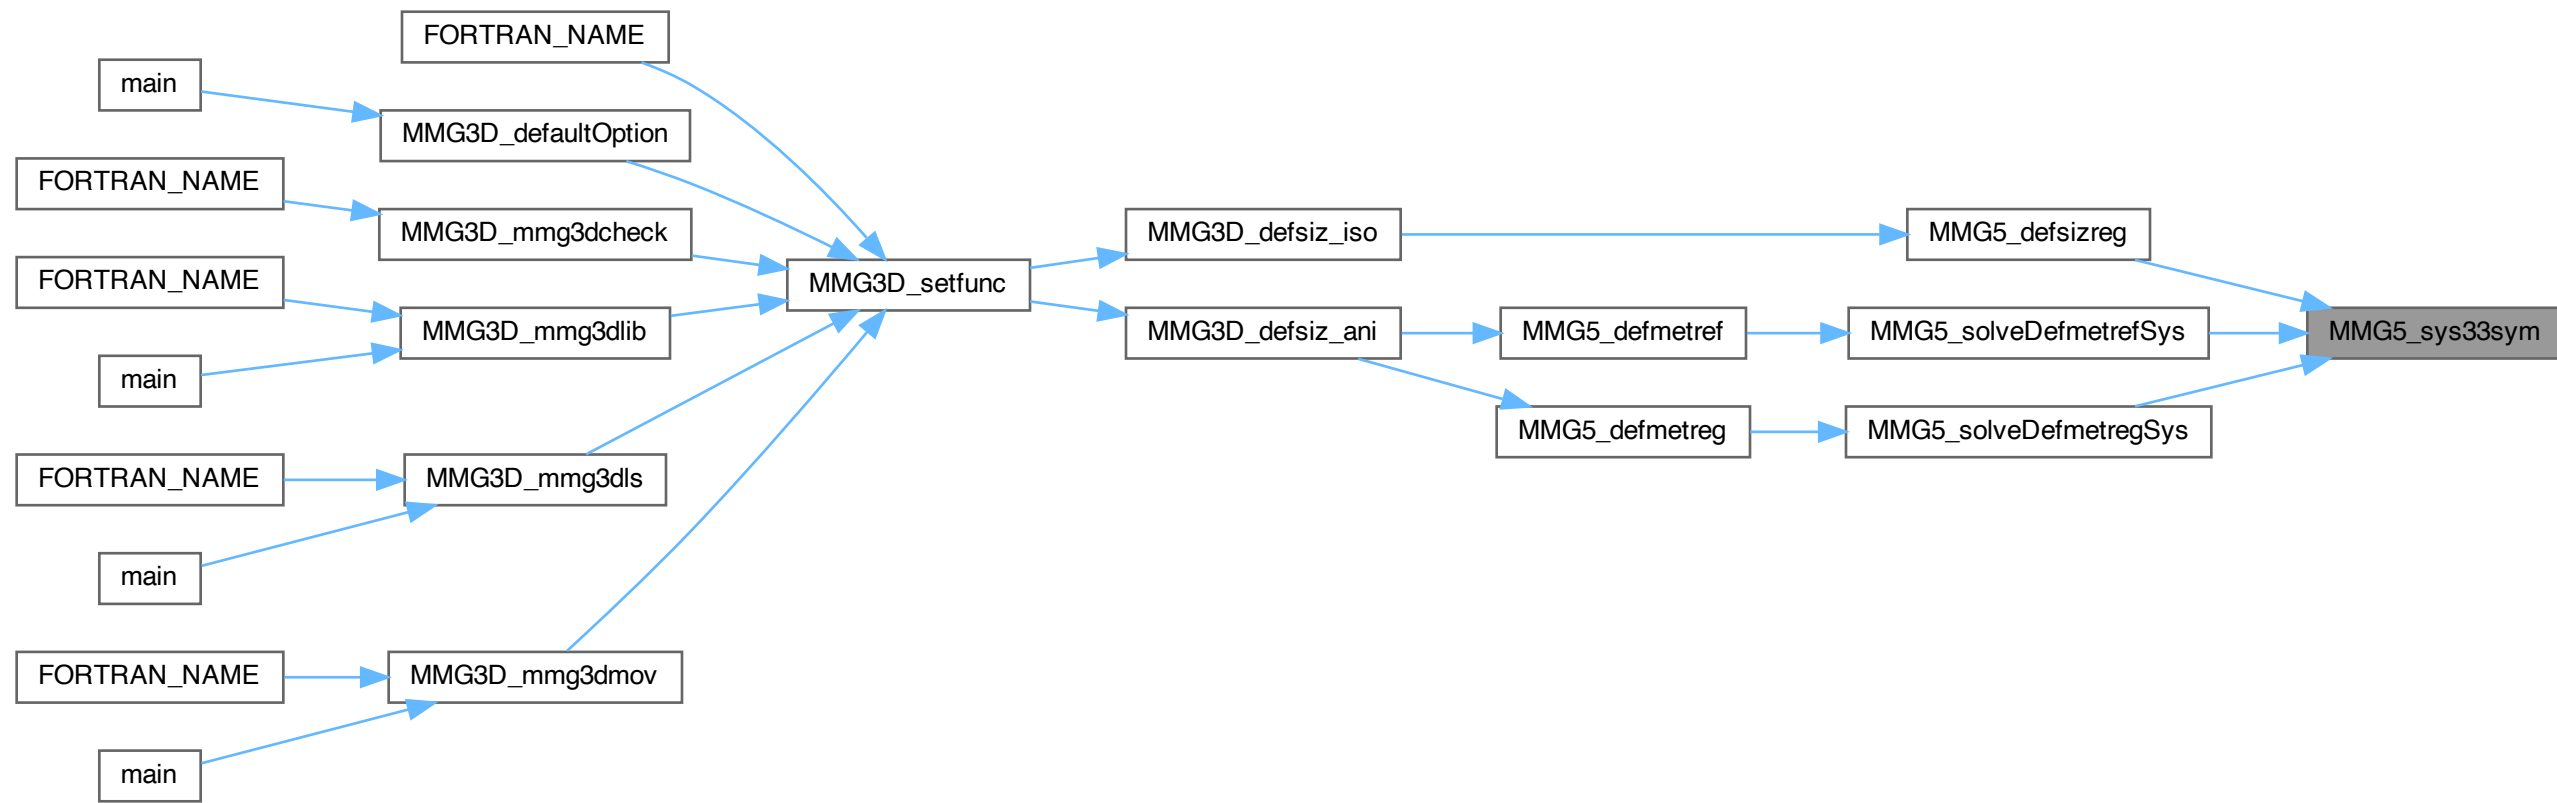 FORTRAN_NAME
main
MMG3D_defaultOption
FORTRAN_NAME
MMG3D_mmg3dcheck
MMG3D_defsiz_iso
MMG5_defsizreg
FORTRAN_NAME
MMG3D_setfunc
MMG3D_mmg3dlib
MMG3D_defsiz_ani
MMG5_defmetref
MMG5_solveDefmetrefSys
MMG5_sys33sym
main
MMG5_defmetreg
MMG5_solveDefmetregSys
FORTRAN_NAME
MMG3D_mmg3dls
main
FORTRAN_NAME
MMG3D_mmg3dmov
main